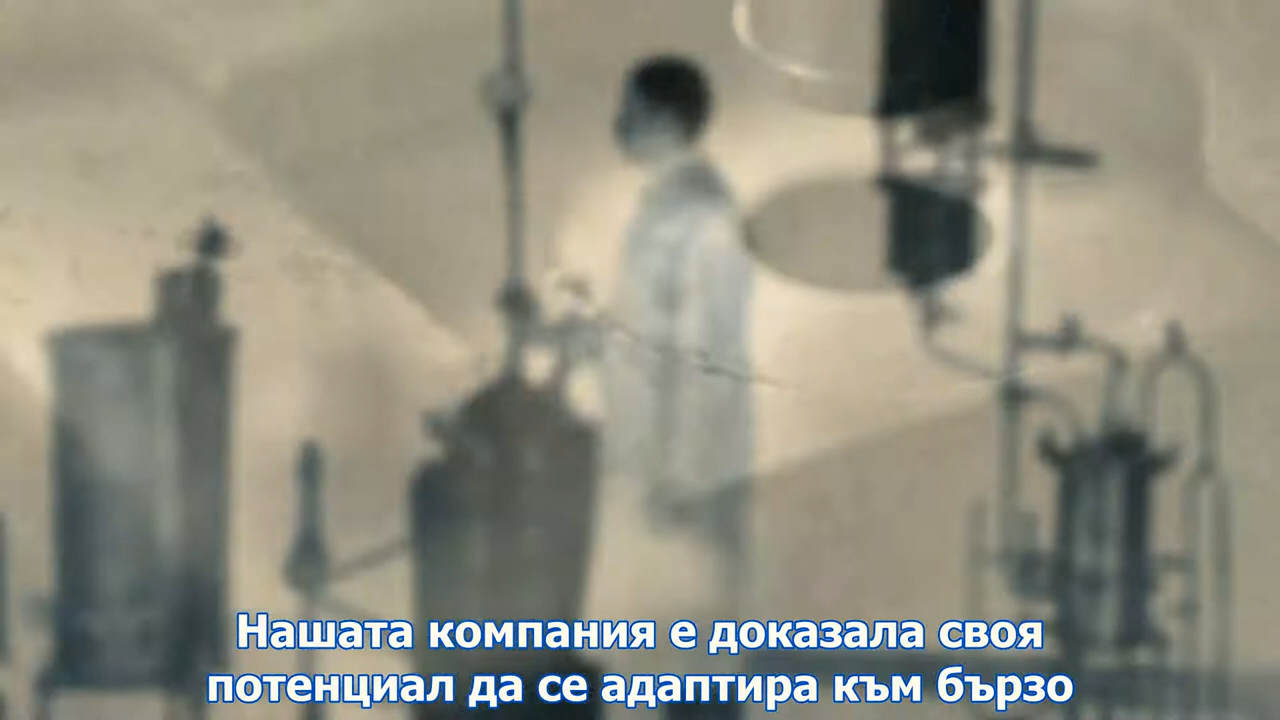 Нашата компания е доказала своя
потенциал да се адаптира към бързо